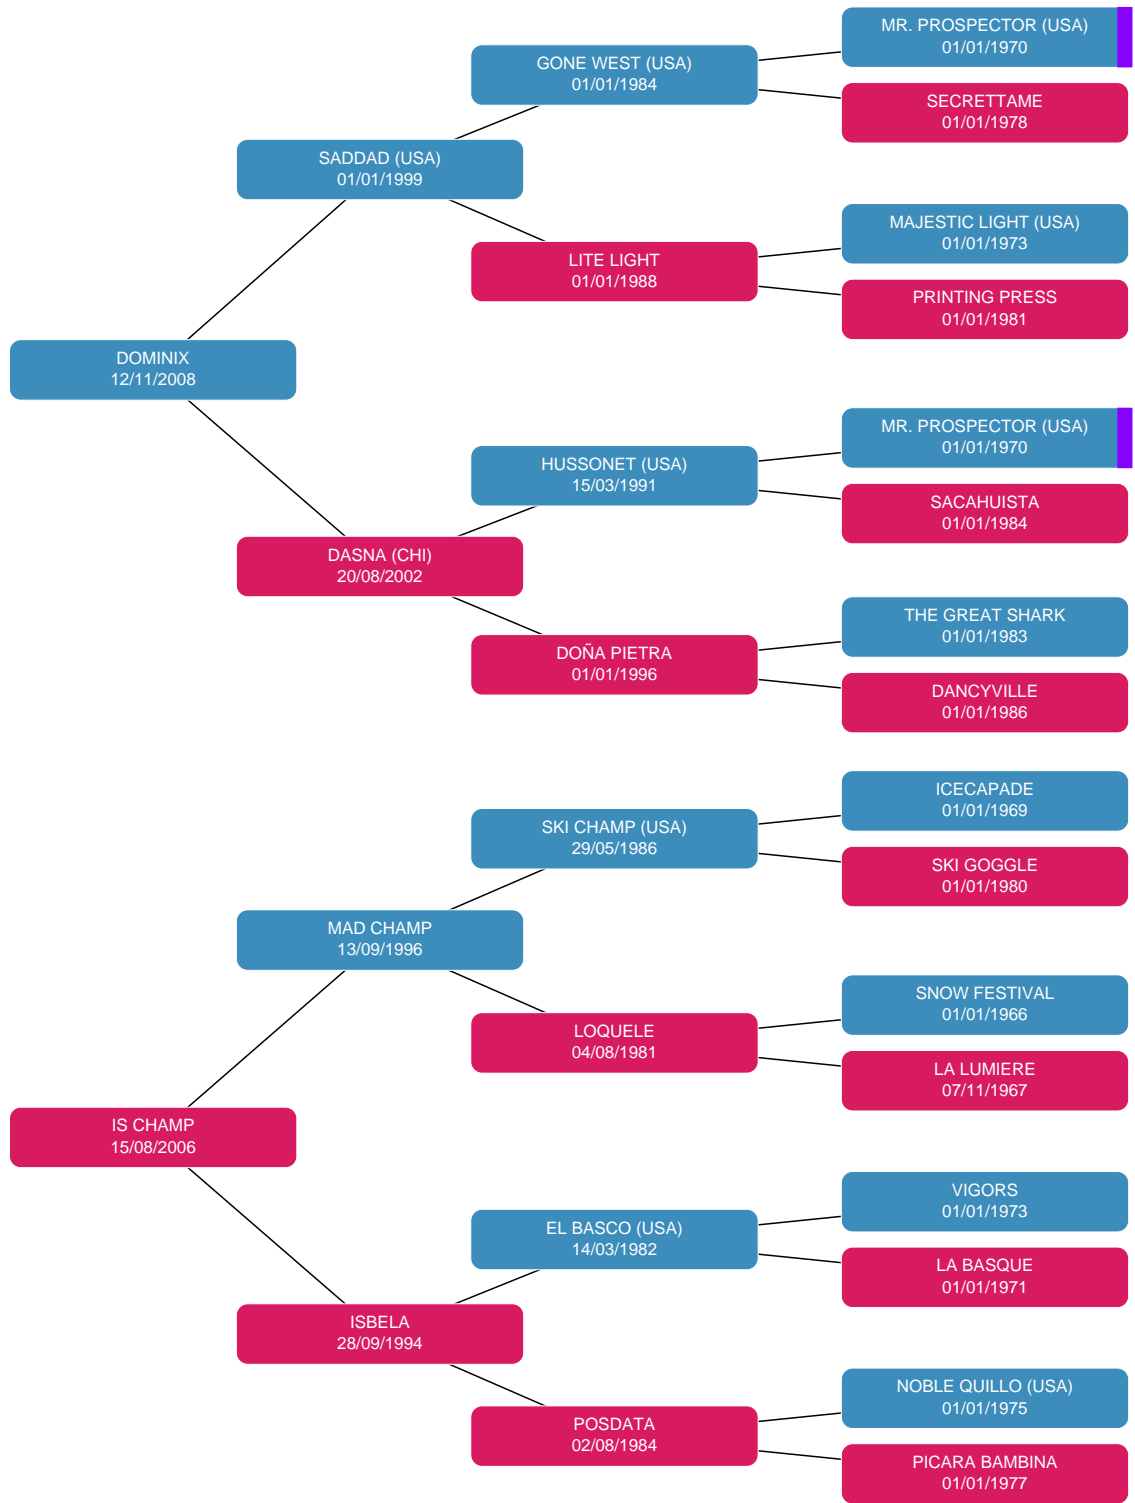 MR. PROSPECTOR (USA)
01/01/1970
GONE WEST (USA)
01/01/1984
SECRETTAME
01/01/1978
SADDAD (USA)
01/01/1999
MAJESTIC LIGHT (USA)
01/01/1973
LITE LIGHT
01/01/1988
PRINTING PRESS
01/01/1981
DOMINIX
12/11/2008
MR. PROSPECTOR (USA)
01/01/1970
HUSSONET (USA)
15/03/1991
SACAHUISTA
01/01/1984
DASNA (CHI)
20/08/2002
THE GREAT SHARK
01/01/1983
DOÑA PIETRA
01/01/1996
DANCYVILLE
01/01/1986
ICECAPADE
01/01/1969
SKI CHAMP (USA)
29/05/1986
SKI GOGGLE
01/01/1980
MAD CHAMP
13/09/1996
SNOW FESTIVAL
01/01/1966
LOQUELE
04/08/1981
LA LUMIERE
07/11/1967
IS CHAMP
15/08/2006
VIGORS
01/01/1973
EL BASCO (USA)
14/03/1982
LA BASQUE
01/01/1971
ISBELA
28/09/1994
NOBLE QUILLO (USA)
01/01/1975
POSDATA
02/08/1984
PICARA BAMBINA
01/01/1977